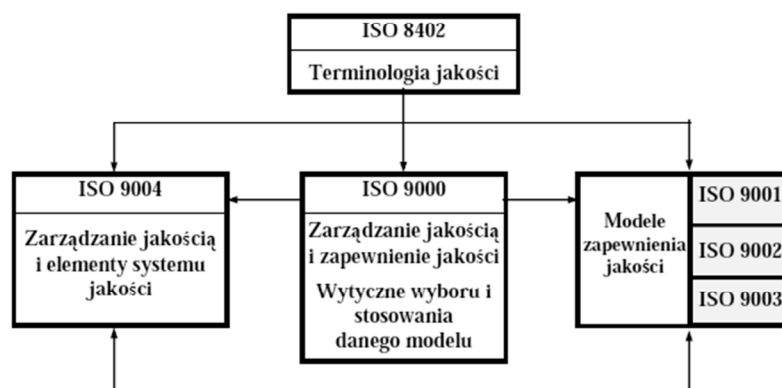 ISO 8402
Terminologia jakości
ISO 9004
Zarządzanie jakością
i elementy systemu
jakości
ISO 9000
Zarządzanie jakością
i zapewnienie jakości
Wytyczne wyboru i
stosowania
danego modelu
Modele
zapewnienia
jakości
ISO 9001
ISO 9002
ISO 9003